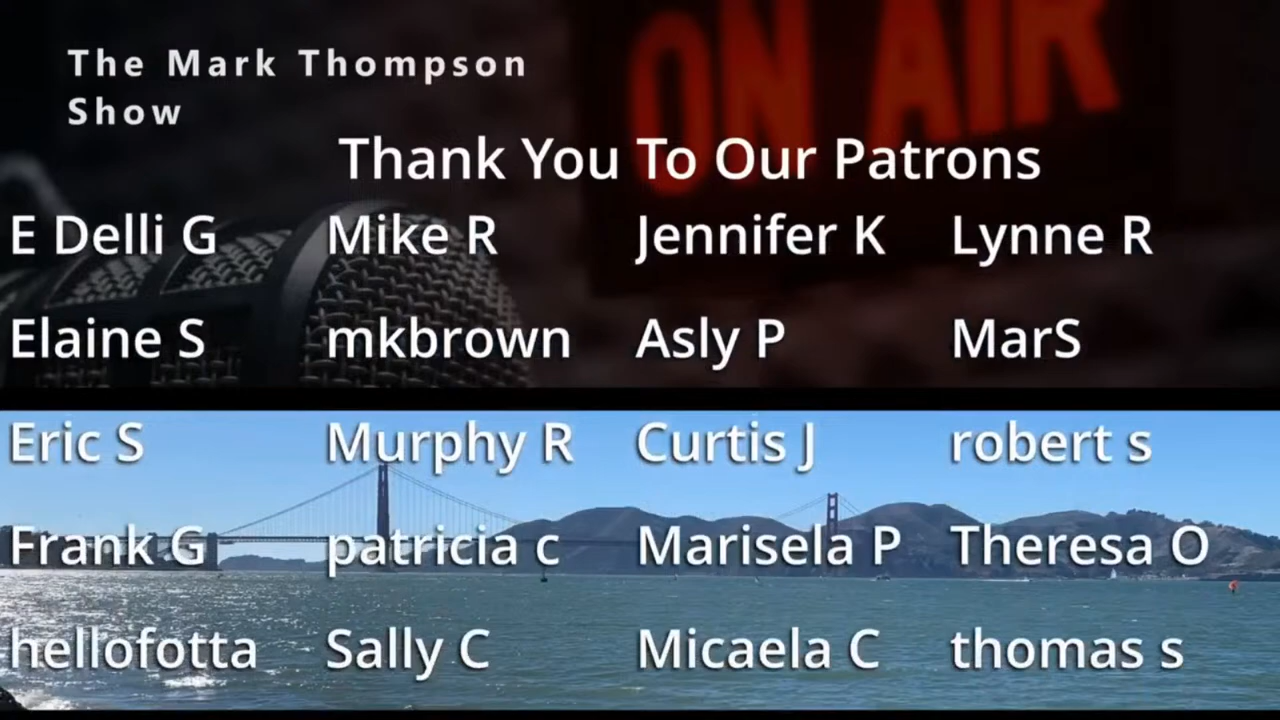 The Mark Thompson
Show
ON AIR
Thank You To Our Patrons
E Delli G Mike R Jennifer K Lynne R
Elaine S mkbrown Asly P MarS
Eric S Murphy R Curtis J robert s
Frank G patricia c Marisela P Theresa O
hellofotta Sally C Micaela C thomas s